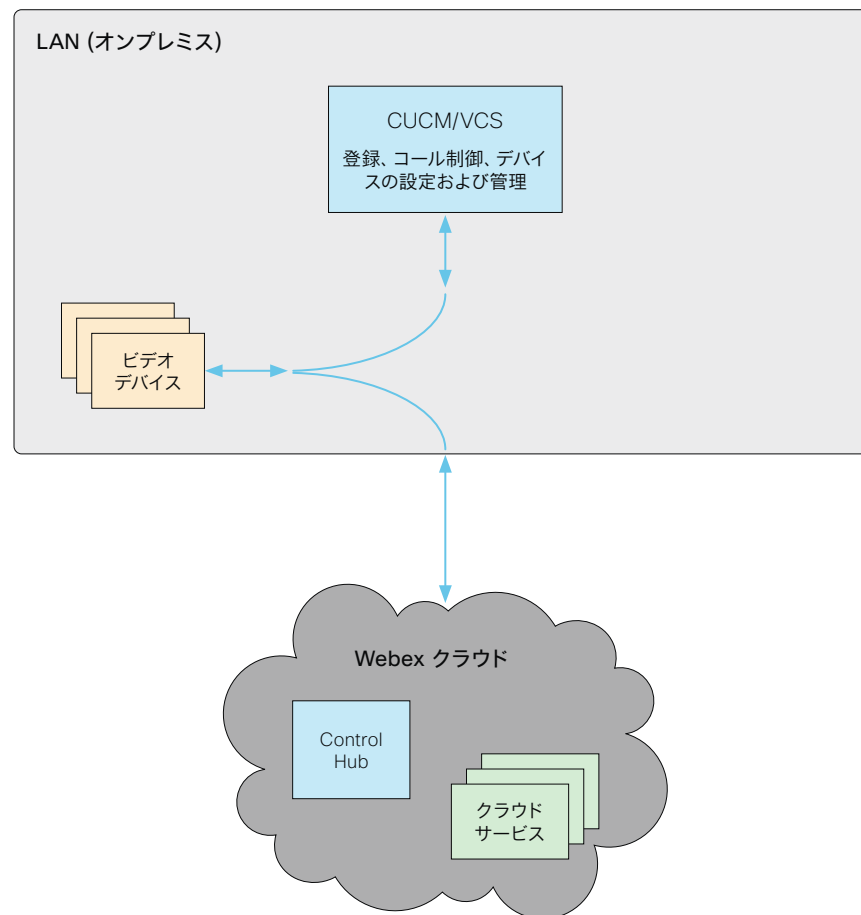 LAN (オンプレミス)
CUCM/VCS
登録、コール制御、デバイ
スの設定および管理
ビデオ
デバイス
Webex クラウド
Control
Hub
クラウド
サービス